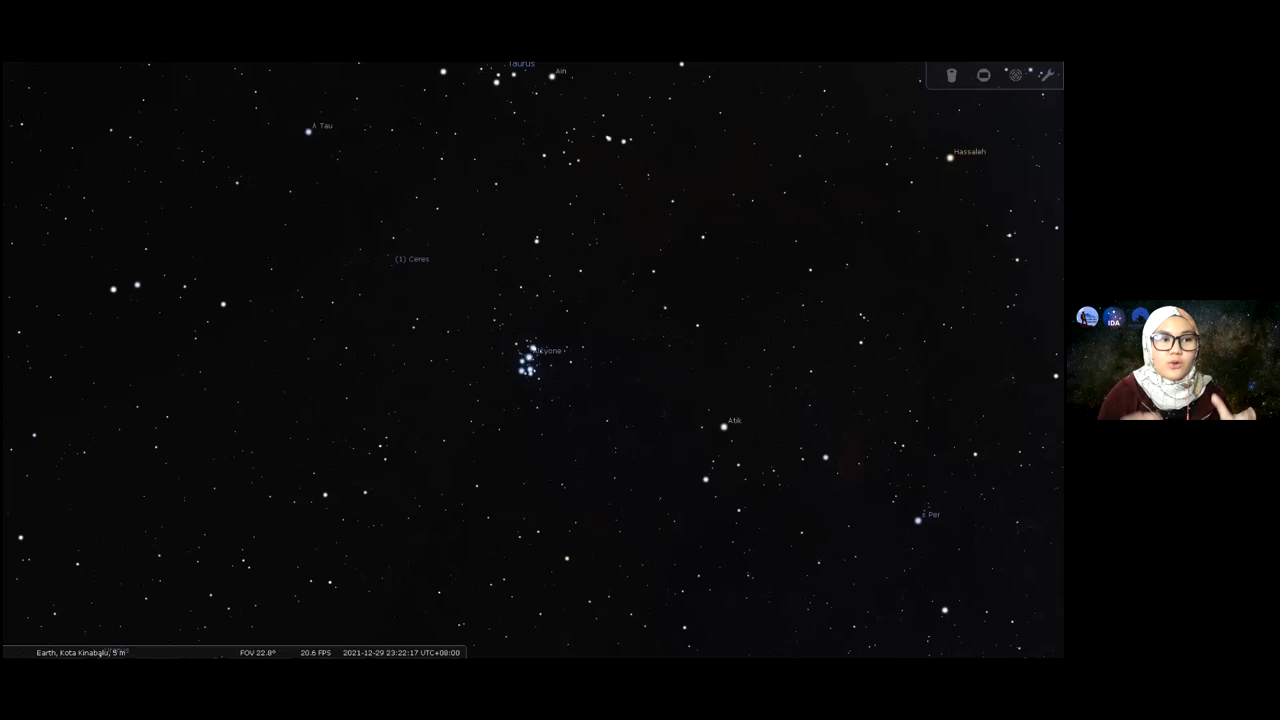 Taurus
Ain
λ Tau
Hassaleh
(1) Ceres
Alcyone
Atik
ε Per
IDA
Earth, Kota Kinabalu, 5 m
FOV 22.8°
20.6 FPS
2021-12-29 23:22:17 UTC+08:00